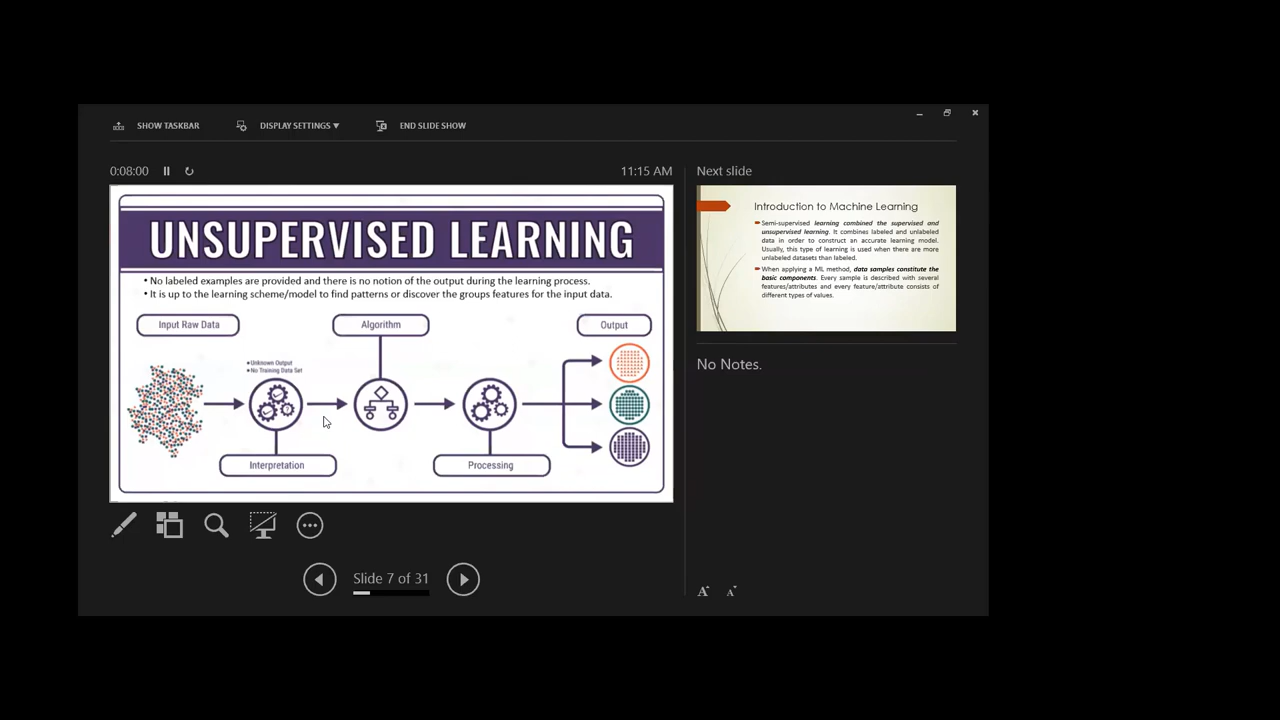 SHOW TASKBAR
DISPLAY SETTINGS ▼
END SLIDE SHOW
0:08:00
11:15 AM
UNSUPERVISED LEARNING
• No labeled examples are provided and there is no notion of the output during the learning process.
• It is up to the learning scheme/model to find patterns or discover the groups features for the input data.
Input Raw Data
Algorithm
Output
• Unknown Output
• No Training Data Set
Interpretation
Processing
Slide 7 of 31
Next slide
Introduction to Machine Learning
Semi-supervised learning combined the supervised and
unsupervised learning. It combines labeled and unlabeled
data in order to construct an accurate learning model.
Usually, this type of learning is used when there are more
unlabeled datasets than labeled.
When applying a ML method, data samples constitute the
basic components. Every sample is described with several
features/attributes and every feature/attribute consists of
different types of values.
No Notes.
A A